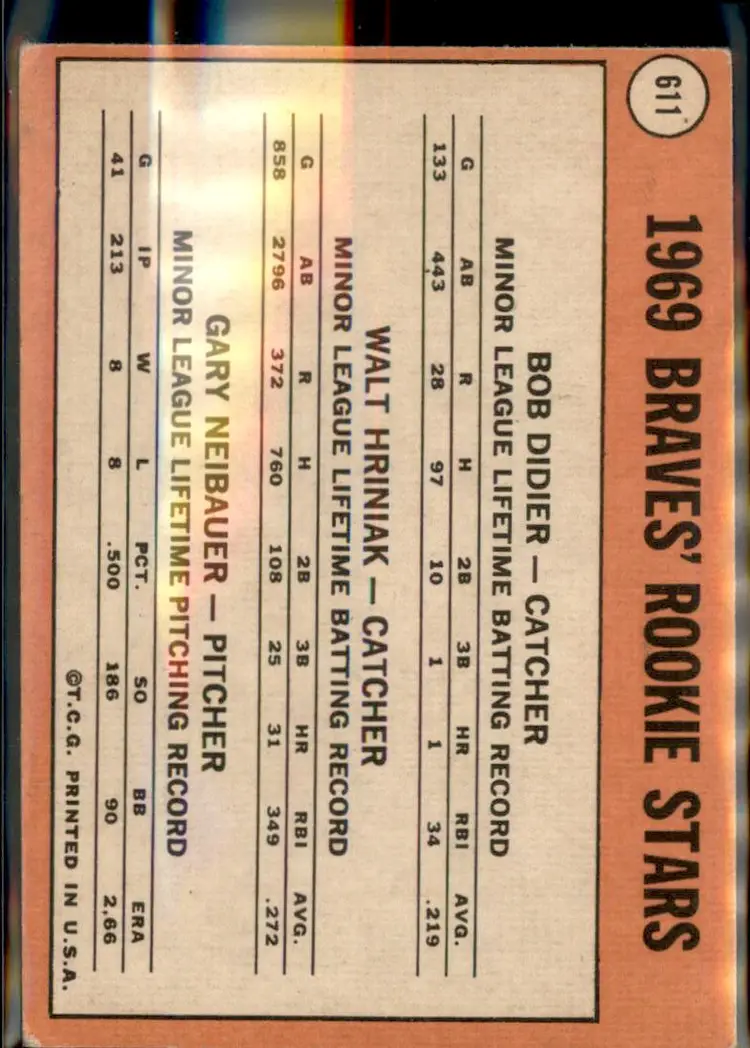 611
1969 BRAVES' ROOKIE STARS
BOB DIDIER — CATCHER
MINOR LEAGUE LIFETIME BATTING RECORD
G AB R H 2B 3B HR RBI AVG.
133 443 28 97 10 1 1 34 .219
WALT HRINIAK — CATCHER
MINOR LEAGUE LIFETIME BATTING RECORD
G AB R H 2B 3B HR RBI AVG.
858 2796 372 760 108 25 31 349 .272
GARY NEIBAUER — PITCHER
MINOR LEAGUE LIFETIME PITCHING RECORD
G IP W L PCT. SO BB ERA
41 213 8 8 .500 186 90 2.66
©T.C.G. PRINTED IN U.S.A.